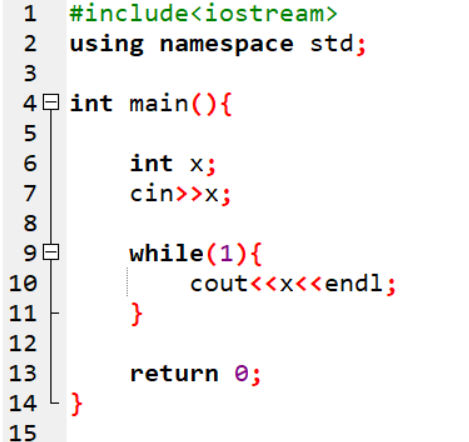 1 #include<iostream>
2 using namespace std;
3
4 int main(){
5
6     int x;
7     cin>>x;
8
9     while(1){
10         cout<<x<<endl;
11     }
12
13     return 0;
14 }
15